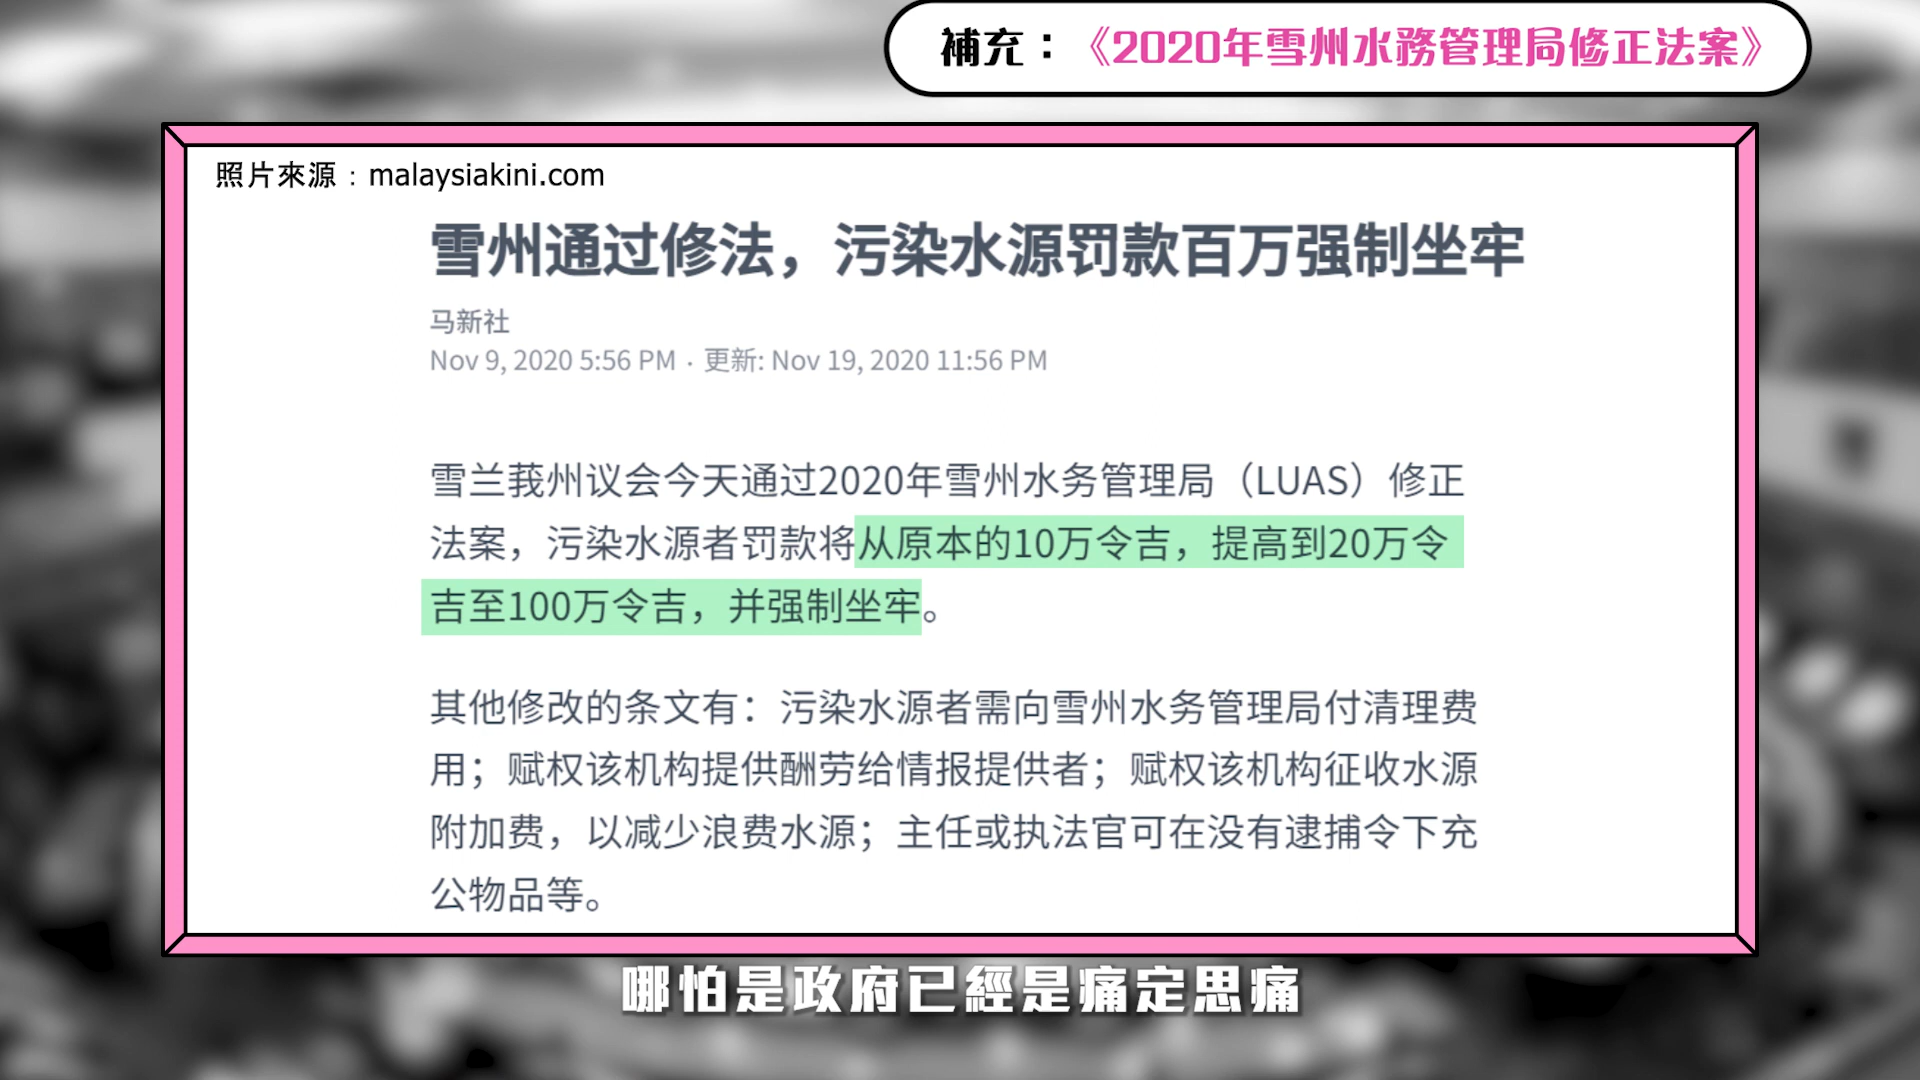 補充：《2020年雪州水務管理局修正法案》
照片來源：malaysiakini.com
雪州通过修法，污染水源罚款百万强制坐牢
马新社
Nov 9, 2020 5:56 PM · 更新: Nov 19, 2020 11:56 PM
雪兰莪州议会今天通过2020年雪州水务管理局（LUAS）修正
法案，污染水源者罚款将从原本的10万令吉，提高到20万令
吉至100万令吉，并强制坐牢。
其他修改的条文有：污染水源者需向雪州水务管理局付清理费
用；赋权该机构提供酬劳给情报提供者；赋权该机构征收水源
附加费，以减少浪费水源；主任或执法官可在没有逮捕令下充
公物品等。
哪怕是政府已經是痛定思痛